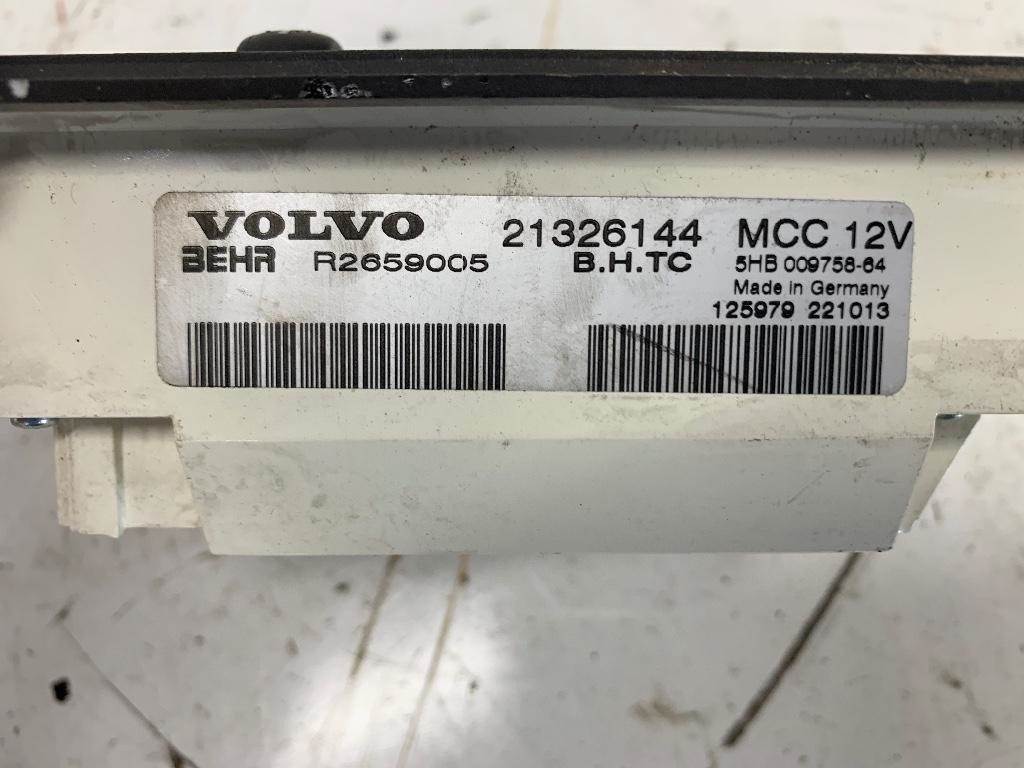 VOLVO 21326144 MCC 12V
BEHR R2659005 B.H.TC 5HB 009758-64
Made in Germany
125979 221013